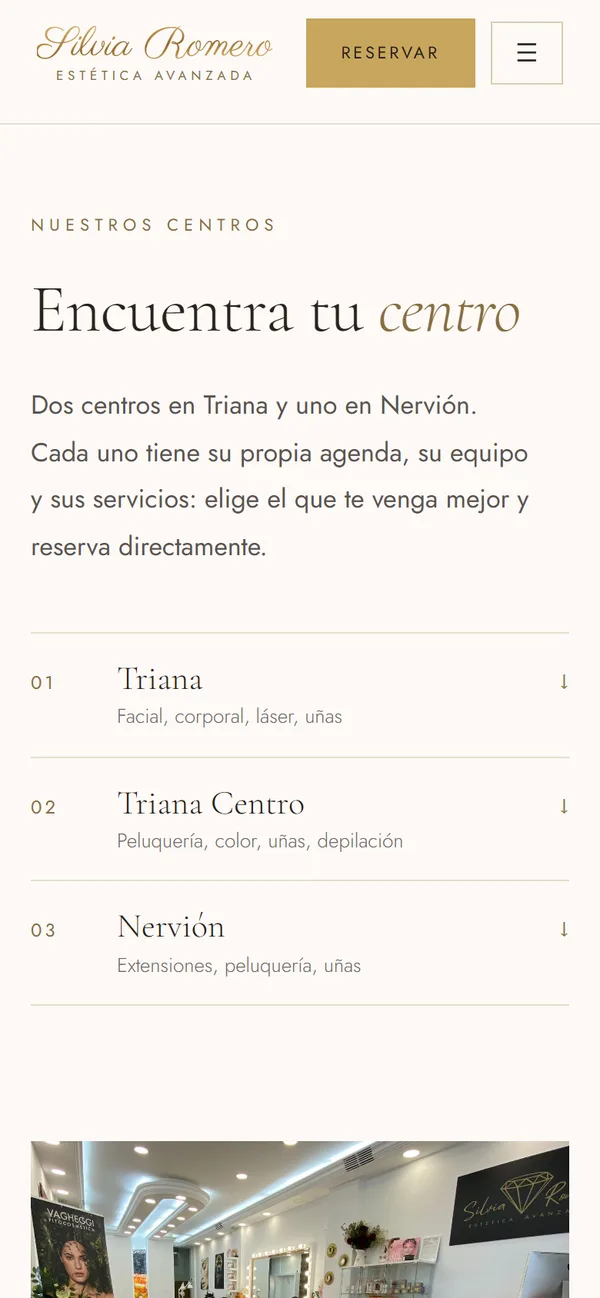 Silvia Romero
ESTÉTICA AVANZADA
RESERVAR
NUESTROS CENTROS
Encuentra tu centro
Dos centros en Triana y uno en Nervión.
Cada uno tiene su propia agenda, su equipo
y sus servicios: elige el que te venga mejor y
reserva directamente.
01
Triana
↓
Facial, corporal, láser, uñas
02
Triana Centro
↓
Peluquería, color, uñas, depilación
03
Nervión
↓
Extensiones, peluquería, uñas
VAGHEGGI
FITOCOSMETICA
Silvia Ro
ESTETICA AVANZA